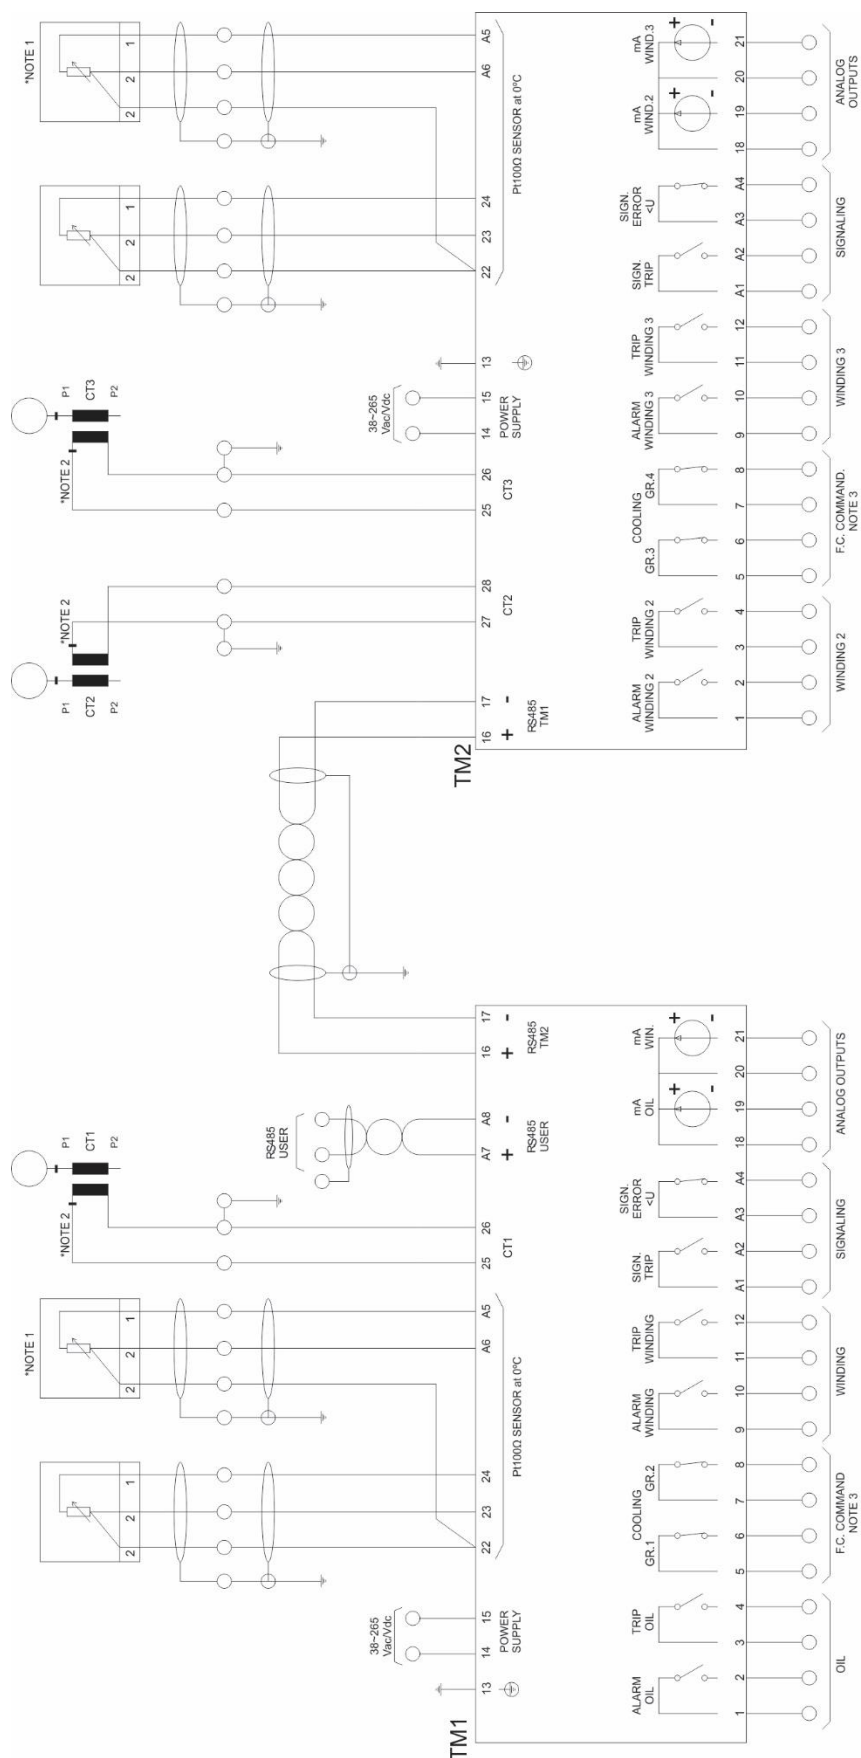 *NOTE 1
2 2 1
2 2 1
*NOTE 2
P1
CT1
P2
38~265
Vac/Vdc
RS485
USER
TM1
13 14 15 22 23 24 A6 A5 25 26 A7 A8 16 17
+ - + -
POWER
SUPPLY
Pt100Ω SENSOR at 0ºC
CT1
RS485
USER
RS485
TM2
ALARM
OIL
TRIP
OIL
COOLING
GR.1
GR.2
ALARM
WINDING
TRIP
WINDING
SIGN.
TRIP
SIGN.
ERROR
<U
mA
OIL
mA
WIN.
+ - + -
1 2 3 4 5 6 7 8 9 10 11 12 A1 A2 A3 A4 18 19 20 21
OIL
F.C. COMMAND
NOTE 3
WINDING
SIGNALING
ANALOG OUTPUTS
P1
CT2
P2
*NOTE 2
*NOTE 2
P1
CT3
P2
*NOTE 1
2 2 1
2 2 1
38~265
Vac/Vdc
TM2
16 17 27 28 25 26 14 15 13 22 23 24 A6 A5
+ -
RS485
TM1
CT2
CT3
POWER
SUPPLY
Pt100Ω SENSOR at 0ºC
ALARM
WINDING 2
TRIP
WINDING 2
COOLING
GR.3
GR.4
ALARM
WINDING 3
TRIP
WINDING 3
SIGN.
TRIP
SIGN.
ERROR
<U
mA
WIND.2
mA
WIND.3
+ - + -
1 2 3 4 5 6 7 8 9 10 11 12 A1 A2 A3 A4 18 19 20 21
WINDING 2
F.C. COMMAND.
NOTE 3
WINDING 3
SIGNALING
ANALOG
OUTPUTS